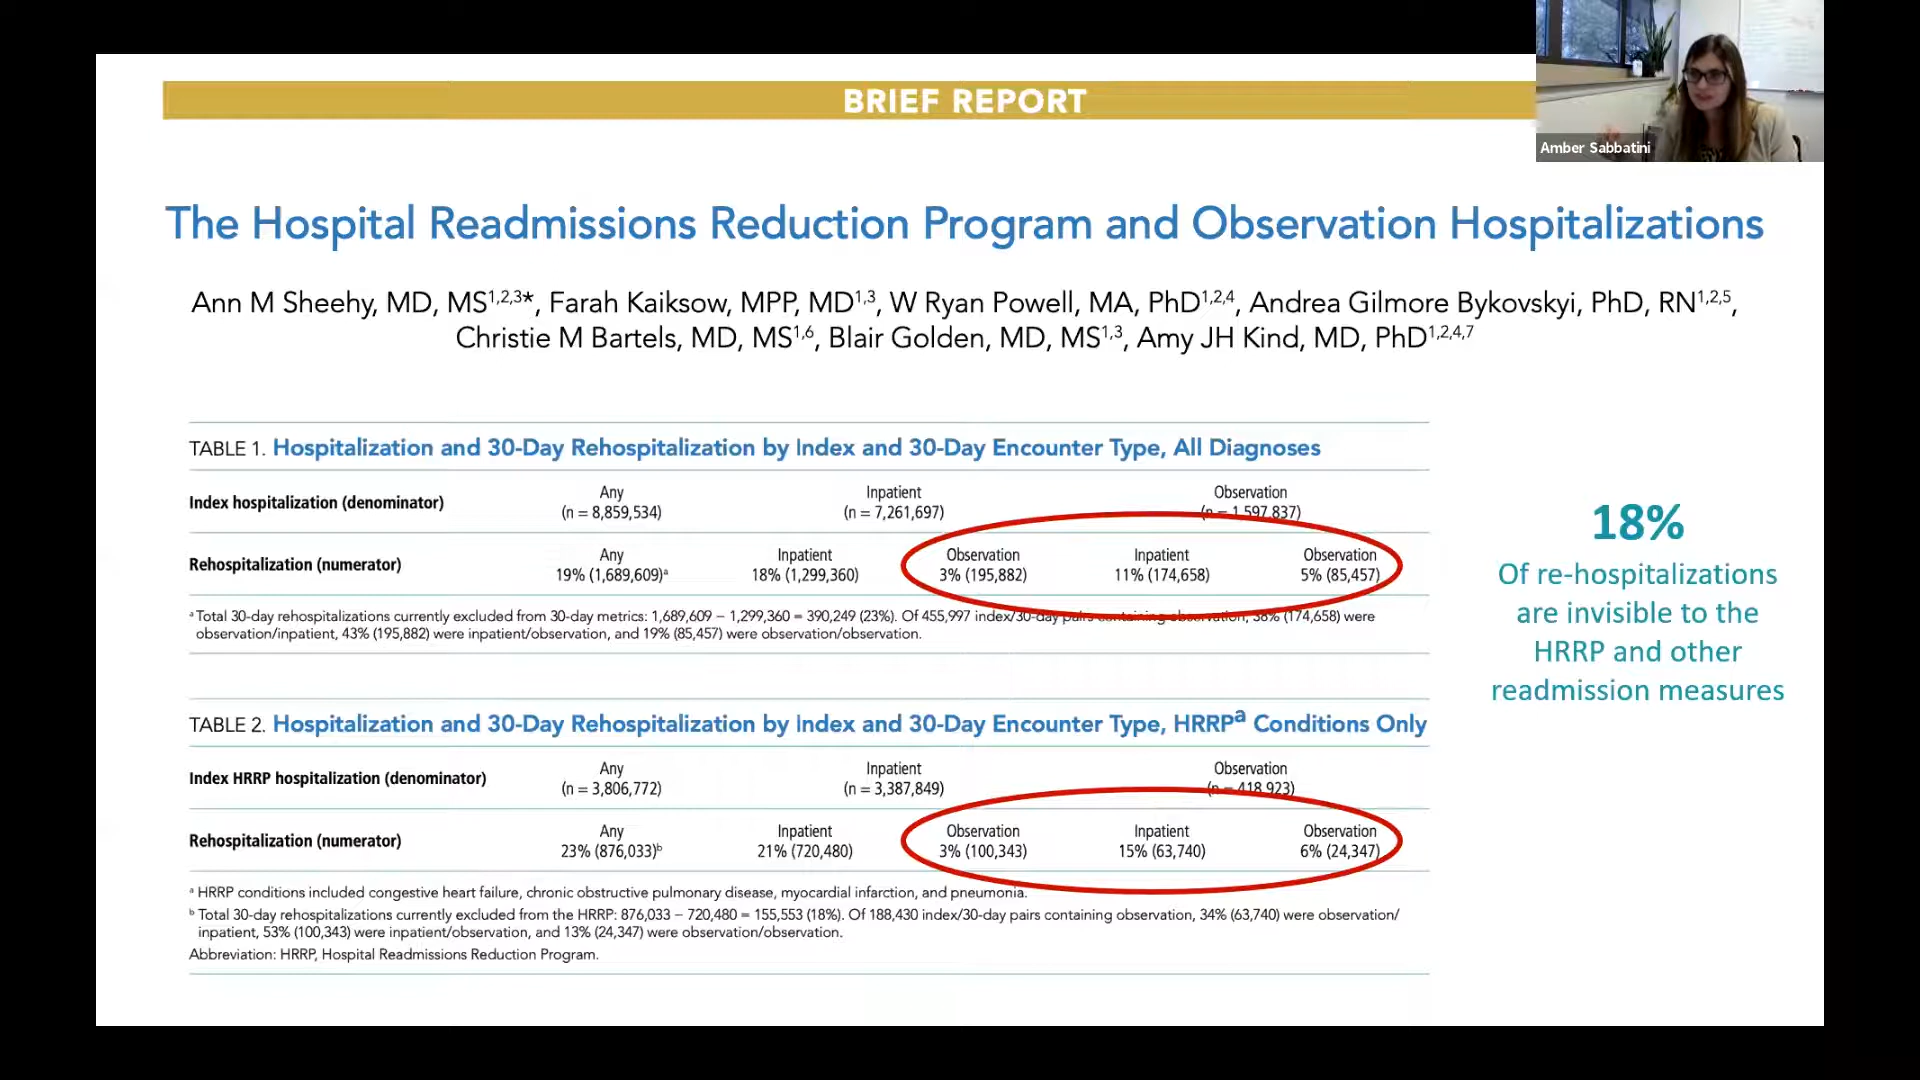 BRIEF REPORT
Amber Sabbatini
The Hospital Readmissions Reduction Program and Observation Hospitalizations
Ann M Sheehy, MD, MS1,2,3*, Farah Kaiksow, MPP, MD1,3, W Ryan Powell, MA, PhD1,2,4, Andrea Gilmore Bykovskyi, PhD, RN1,2,5,
Christie M Bartels, MD, MS1,6, Blair Golden, MD, MS1,3, Amy JH Kind, MD, PhD1,2,4,7
TABLE 1. Hospitalization and 30-Day Rehospitalization by Index and 30-Day Encounter Type, All Diagnoses
Index hospitalization (denominator) Any Inpatient Observation
(n = 8,859,534) (n = 7,261,697) (n = 1,597,837)
Rehospitalization (numerator) Any Inpatient Observation Inpatient Observation
19% (1,689,609)a 18% (1,299,360) 3% (195,882) 11% (174,658) 5% (85,457)
a Total 30-day rehospitalizations currently excluded from 30-day metrics: 1,689,609 − 1,299,360 = 390,249 (23%). Of 455,997 index/30-day pairs containing observation, 38% (174,658) were
observation/inpatient, 43% (195,882) were inpatient/observation, and 19% (85,457) were observation/observation.
TABLE 2. Hospitalization and 30-Day Rehospitalization by Index and 30-Day Encounter Type, HRRPa Conditions Only
Index HRRP hospitalization (denominator) Any Inpatient Observation
(n = 3,806,772) (n = 3,387,849) (n = 418,923)
Rehospitalization (numerator) Any Inpatient Observation Inpatient Observation
23% (876,033)b 21% (720,480) 3% (100,343) 15% (63,740) 6% (24,347)
a HRRP conditions included congestive heart failure, chronic obstructive pulmonary disease, myocardial infarction, and pneumonia.
b Total 30-day rehospitalizations currently excluded from the HRRP: 876,033 − 720,480 = 155,553 (18%). Of 188,430 index/30-day pairs containing observation, 34% (63,740) were observation/
inpatient, 53% (100,343) were inpatient/observation, and 13% (24,347) were observation/observation.
Abbreviation: HRRP, Hospital Readmissions Reduction Program.
18%
Of re-hospitalizations
are invisible to the
HRRP and other
readmission measures